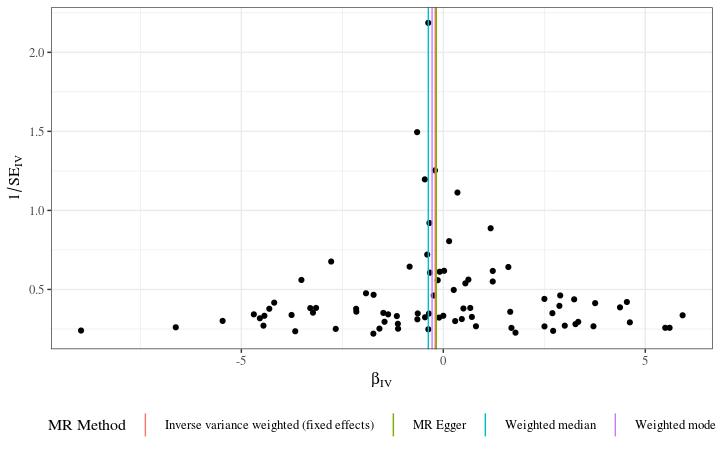 2.0
1.5
1.0
0.5
1/SE_IV
-5 0 5
β_IV
MR Method Inverse variance weighted (fixed effects) MR Egger Weighted median Weighted mode